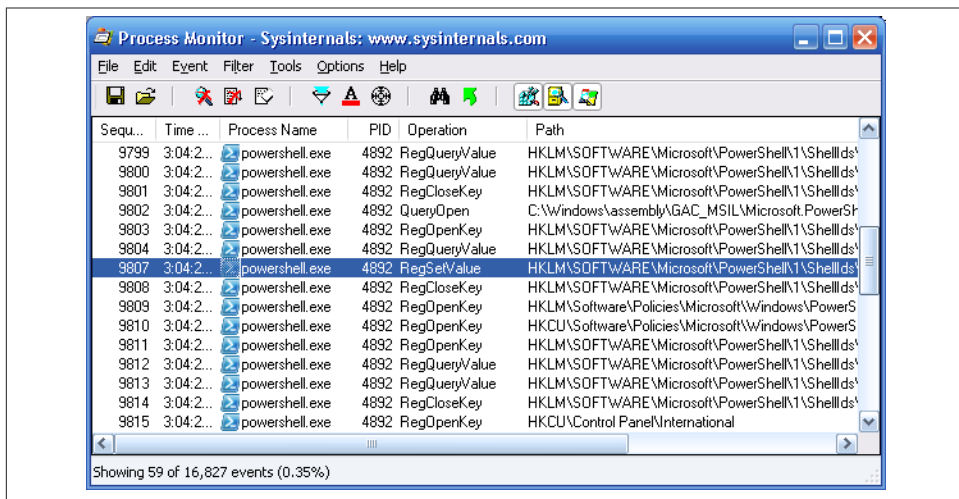 Process Monitor - Sysinternals: www.sysinternals.com
File Edit Event Filter Tools Options Help
Sequ... Time ... Process Name PID Operation Path
9799 3:04:2... powershell.exe 4892 RegQueryValue HKLM\SOFTWARE\Microsoft\PowerShell\1\ShellIds\
9800 3:04:2... powershell.exe 4892 RegQueryValue HKLM\SOFTWARE\Microsoft\PowerShell\1\ShellIds\
9801 3:04:2... powershell.exe 4892 RegCloseKey HKLM\SOFTWARE\Microsoft\PowerShell\1\ShellIds\
9802 3:04:2... powershell.exe 4892 QueryOpen C:\Windows\assembly\GAC_MSIL\Microsoft.PowerSh
9803 3:04:2... powershell.exe 4892 RegOpenKey HKLM\SOFTWARE\Microsoft\PowerShell\1\ShellIds\
9804 3:04:2... powershell.exe 4892 RegQueryValue HKLM\SOFTWARE\Microsoft\PowerShell\1\ShellIds\
9807 3:04:2... powershell.exe 4892 RegSetValue HKLM\SOFTWARE\Microsoft\PowerShell\1\ShellIds\
9808 3:04:2... powershell.exe 4892 RegCloseKey HKLM\SOFTWARE\Microsoft\PowerShell\1\ShellIds\
9809 3:04:2... powershell.exe 4892 RegOpenKey HKLM\Software\Policies\Microsoft\Windows\PowerS
9810 3:04:2... powershell.exe 4892 RegOpenKey HKCU\Software\Policies\Microsoft\Windows\PowerS
9811 3:04:2... powershell.exe 4892 RegOpenKey HKLM\SOFTWARE\Microsoft\PowerShell\1\ShellIds\
9812 3:04:2... powershell.exe 4892 RegQueryValue HKLM\SOFTWARE\Microsoft\PowerShell\1\ShellIds\
9813 3:04:2... powershell.exe 4892 RegQueryValue HKLM\SOFTWARE\Microsoft\PowerShell\1\ShellIds\
9814 3:04:2... powershell.exe 4892 RegCloseKey HKLM\SOFTWARE\Microsoft\PowerShell\1\ShellIds\
9815 3:04:2... powershell.exe 4892 RegOpenKey HKCU\Control Panel\International
Showing 59 of 16,827 events (0.35%)